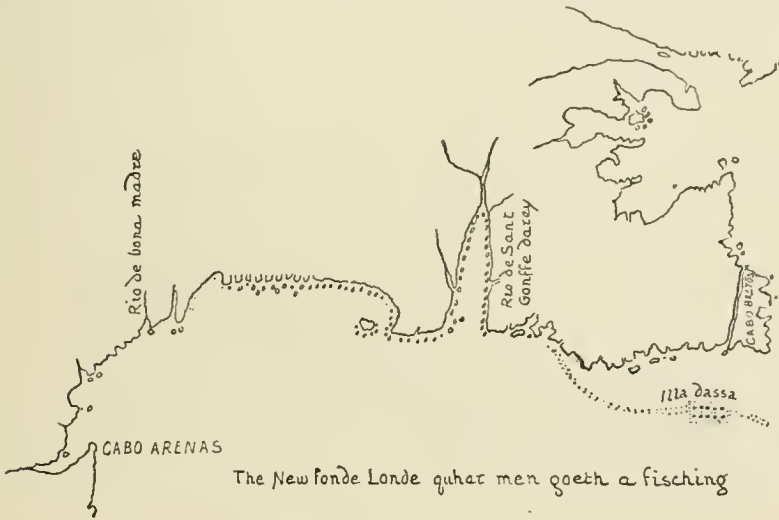 Rio de bona madre
Rio de Sant
Gonffe darey
CABO BRITOS
Illa dassa
CABO ARENAS
The New fonde Londe quhar men goeth a fisching